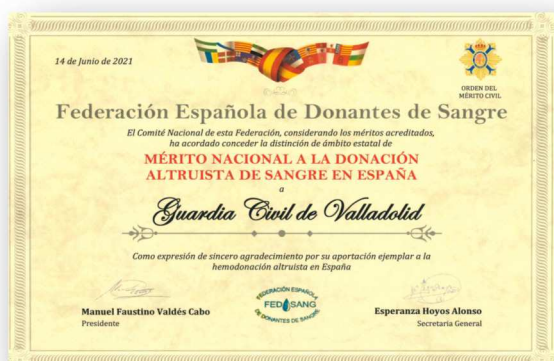 14 de Junio de 2021
ORDEN DEL
MÉRITO CIVIL
Federación Española de Donantes de Sangre
El Comité Nacional de esta Federación, considerando los méritos acreditados,
ha acordado conceder la distinción de ámbito estatal de
MÉRITO NACIONAL A LA DONACIÓN
ALTRUISTA DE SANGRE EN ESPAÑA
a
Guardia Civil de Valladolid
Como expresión de sincero agradecimiento por su aportación ejemplar a la
hemodonación altruista en España
Manuel Faustino Valdés Cabo
Presidente
FEDERACIÓN ESPAÑOLA
FEDSANG
DE DONANTES DE SANGRE
Esperanza Hoyos Alonso
Secretaria General